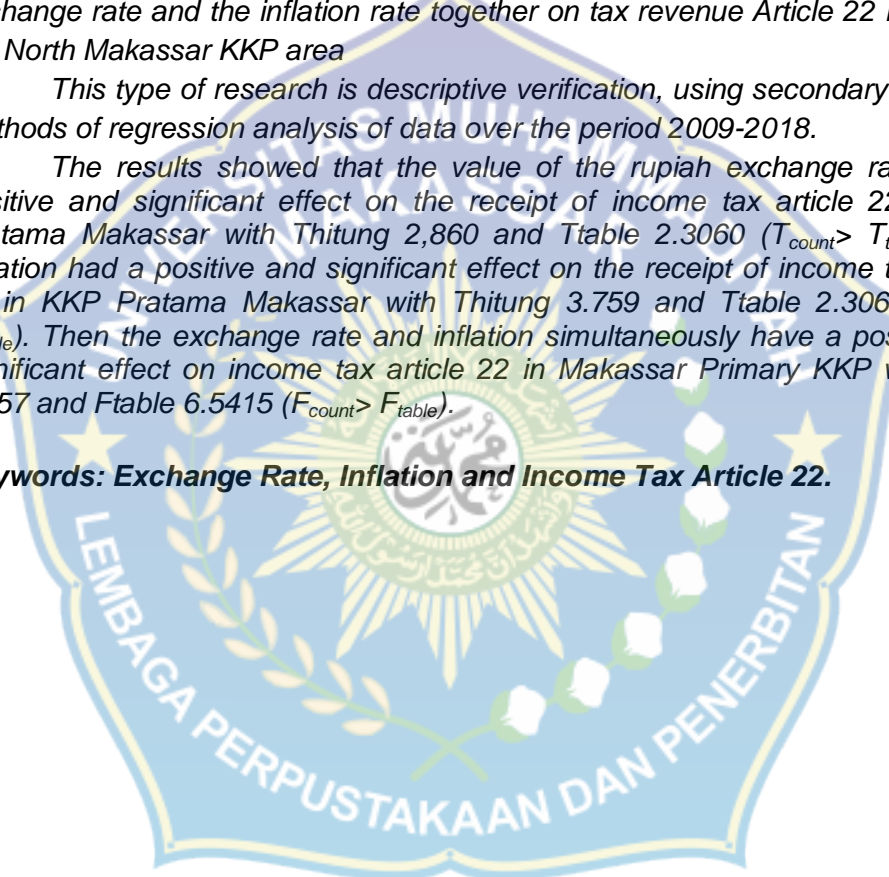 change rate and the inflation rate together on tax revenue Article 22
North Makassar KKP area
This type of research is descriptive verification, using secondary
thods of regression analysis of data over the period 2009-2018.
The results showed that the value of the rupiah exchange ra
sitive and significant effect on the receipt of income tax article 22
atama Makassar with Thitung 2,860 and Ttable 2.3060 (Tcount> Tt
ation had a positive and significant effect on the receipt of income t
in KKP Pratama Makassar with Thitung 3.759 and Ttable 2.306
le). Then the exchange rate and inflation simultaneously have a pos
nificant effect on income tax article 22 in Makassar Primary KKP
57 and Ftable 6.5415 (Fcount> Ftable).
ywords: Exchange Rate, Inflation and Income Tax Article 22.
UNIVERSITAS MUHAMMADIYAH
MAKASSAR
LEMBAGA PERPUSTAKAAN DAN PENERBITAN